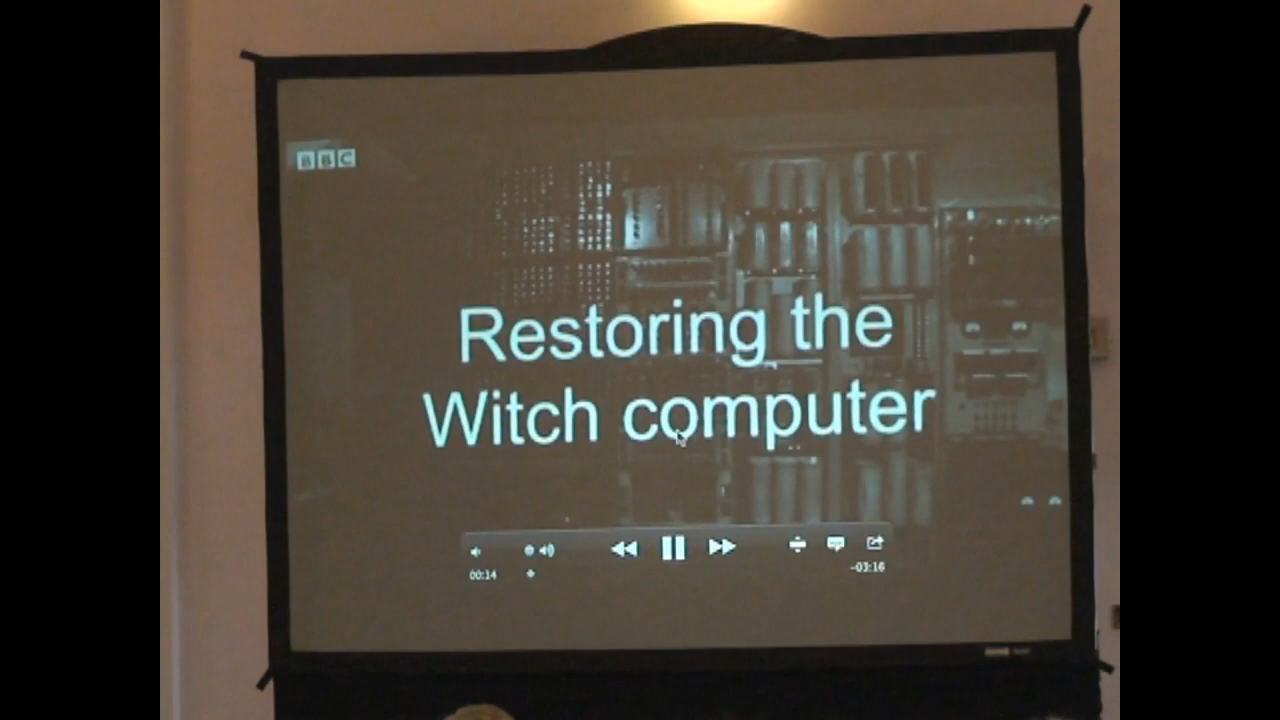 BBC
Restoring the
Witch computer
00:14
-03:16